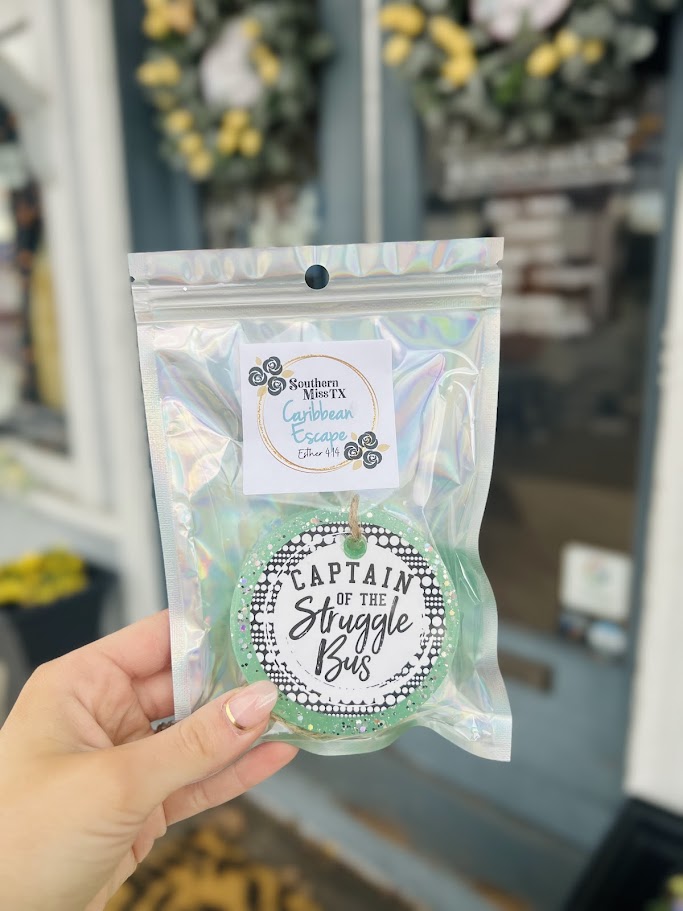 Southern
Miss TX
Caribbean
Escape
Esther 4:14
CAPTAIN
OF THE
Struggle
Bus